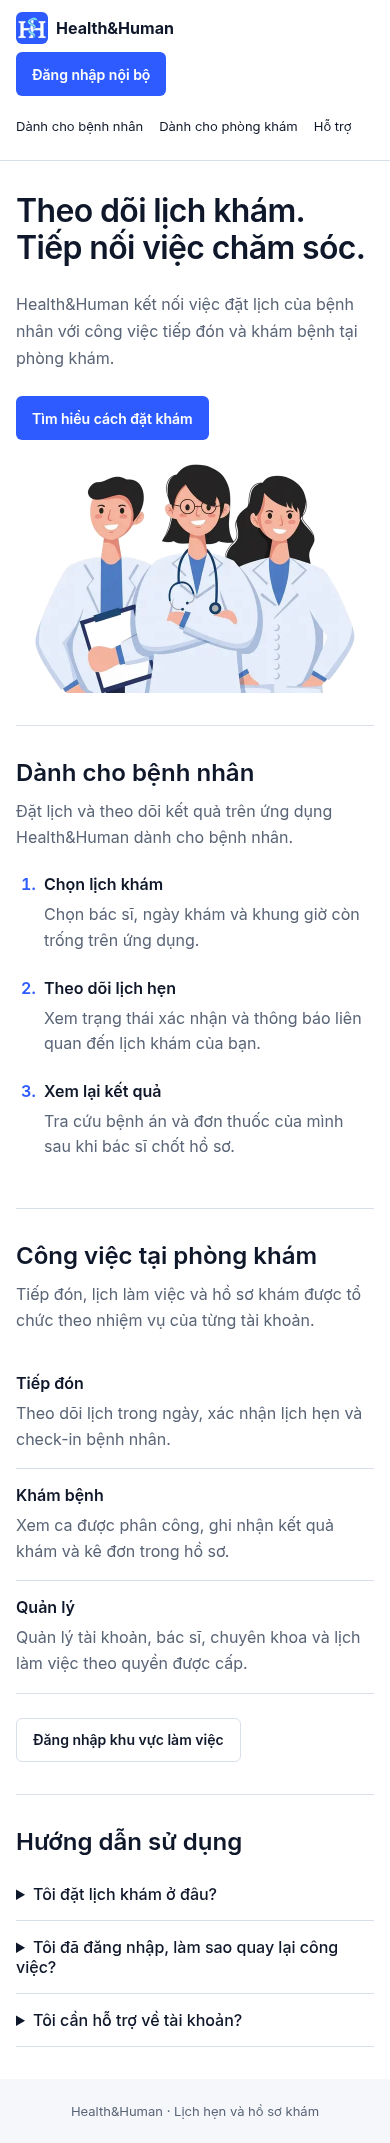 Health&Human
Đăng nhập nội bộ
Dành cho bệnh nhân Dành cho phòng khám Hỗ trợ
Theo dõi lịch khám.
Tiếp nối việc chăm sóc.
Health&Human kết nối việc đặt lịch của bệnh
nhân với công việc tiếp đón và khám bệnh tại
phòng khám.
Tìm hiểu cách đặt khám
Dành cho bệnh nhân
Đặt lịch và theo dõi kết quả trên ứng dụng
Health&Human dành cho bệnh nhân.
1. Chọn lịch khám
Chọn bác sĩ, ngày khám và khung giờ còn
trống trên ứng dụng.
2. Theo dõi lịch hẹn
Xem trạng thái xác nhận và thông báo liên
quan đến lịch khám của bạn.
3. Xem lại kết quả
Tra cứu bệnh án và đơn thuốc của mình
sau khi bác sĩ chốt hồ sơ.
Công việc tại phòng khám
Tiếp đón, lịch làm việc và hồ sơ khám được tổ
chức theo nhiệm vụ của từng tài khoản.
Tiếp đón
Theo dõi lịch trong ngày, xác nhận lịch hẹn và
check-in bệnh nhân.
Khám bệnh
Xem ca được phân công, ghi nhận kết quả
khám và kê đơn trong hồ sơ.
Quản lý
Quản lý tài khoản, bác sĩ, chuyên khoa và lịch
làm việc theo quyền được cấp.
Đăng nhập khu vực làm việc
Hướng dẫn sử dụng
Tôi đặt lịch khám ở đâu?
Tôi đã đăng nhập, làm sao quay lại công
việc?
Tôi cần hỗ trợ về tài khoản?
Health&Human · Lịch hẹn và hồ sơ khám